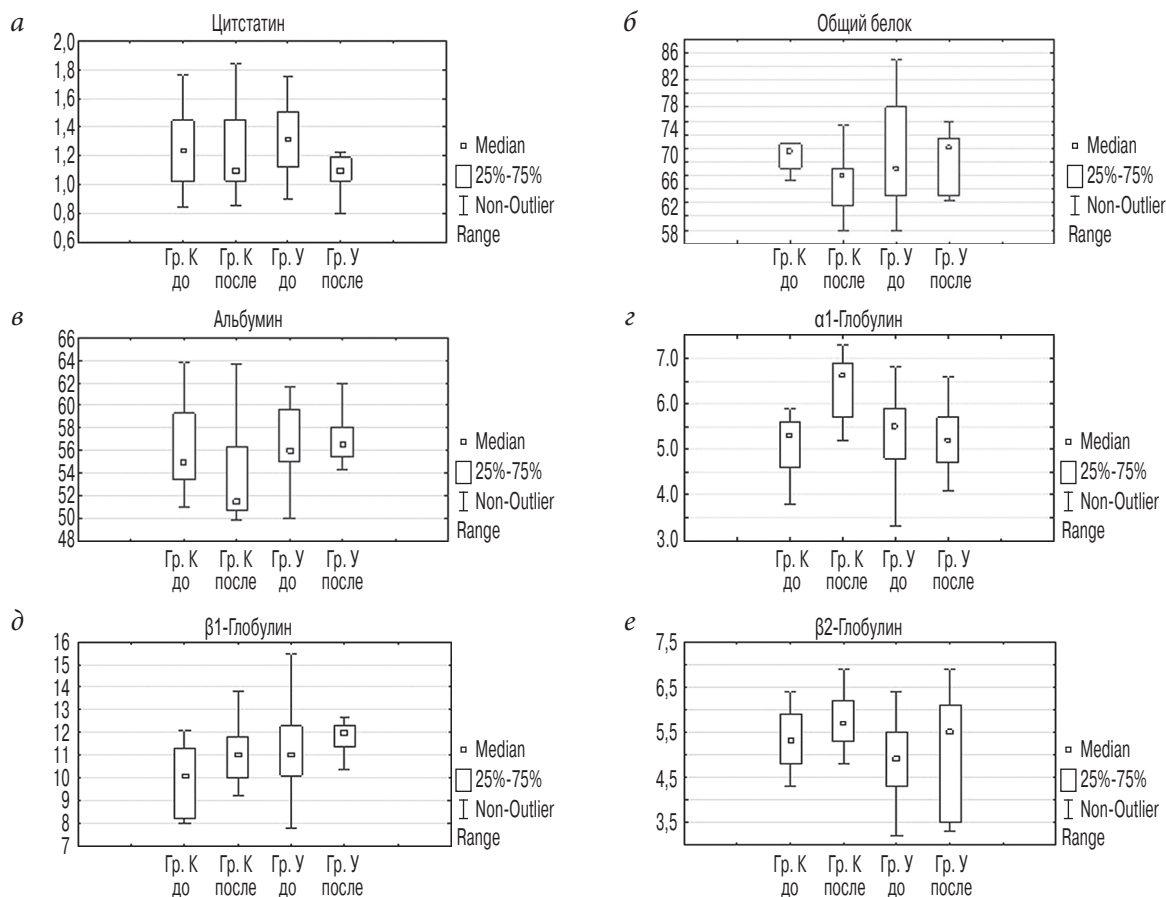 а
Цитстатин
2,0
1,8
1,6
1,4
1,2
1,0
0,8
0,6
Гр. К до
Гр. К после
Гр. У до
Гр. У после
Median
25%-75%
Non-Outlier
Range
б
Общий белок
86
82
78
74
70
66
62
58
Гр. К до
Гр. К после
Гр. У до
Гр. У после
Median
25%-75%
Non-Outlier
Range
в
Альбумин
66
64
62
60
58
56
54
52
50
48
Гр. К до
Гр. К после
Гр. У до
Гр. У после
Median
25%-75%
Non-Outlier
Range
г
α1-Глобулин
7.0
6.0
5.0
4.0
3.0
Гр. К до
Гр. К после
Гр. У до
Гр. У после
Median
25%-75%
Non-Outlier
Range
д
β1-Глобулин
16
15
14
13
12
11
10
9
8
7
Гр. К до
Гр. К после
Гр. У до
Гр. У после
Median
25%-75%
Non-Outlier
Range
е
β2-Глобулин
7,5
6,5
5,5
4,5
3,5
Гр. К до
Гр. К после
Гр. У до
Гр. У после
Median
25%-75%
Non-Outlier
Range